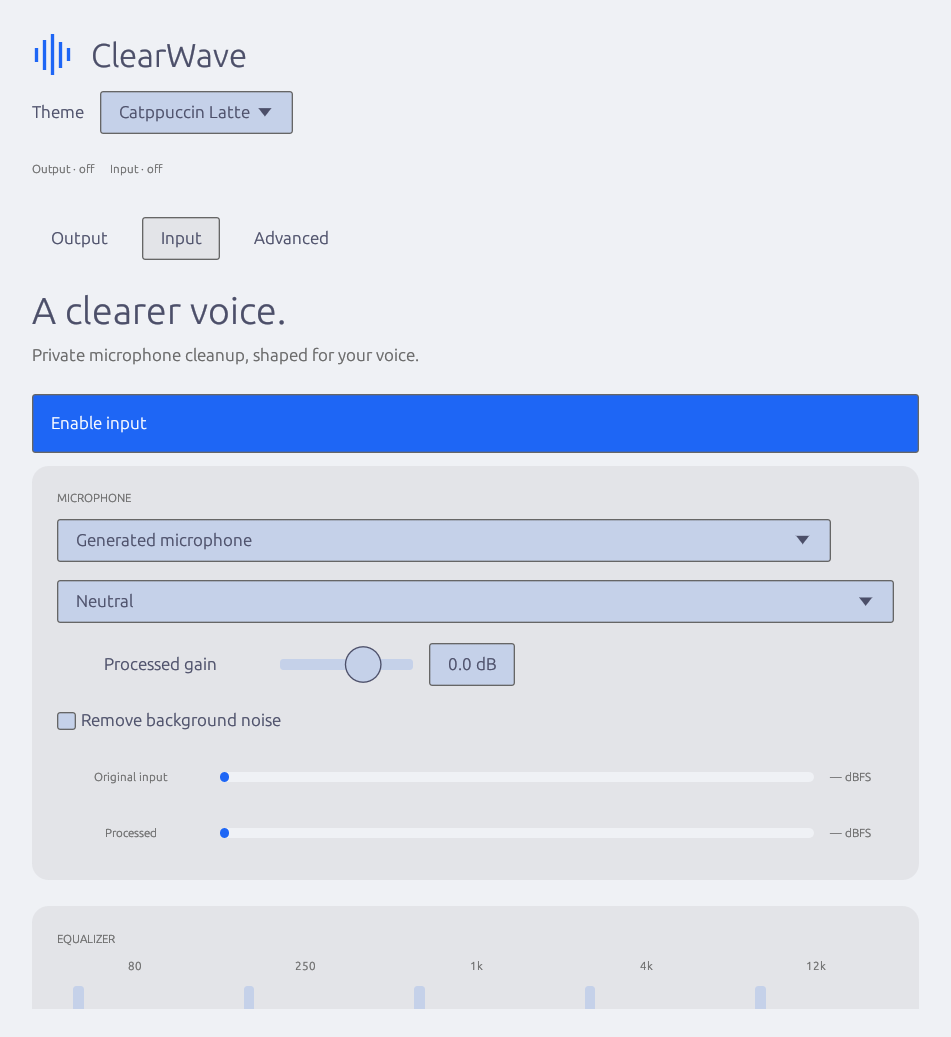 ClearWave
Theme Catppuccin Latte
Output · off Input · off
Output Input Advanced
A clearer voice.
Private microphone cleanup, shaped for your voice.
Enable input
MICROPHONE
Generated microphone
Neutral
Processed gain 0.0 dB
Remove background noise
Original input — dBFS
Processed — dBFS
EQUALIZER
80 250 1k 4k 12k